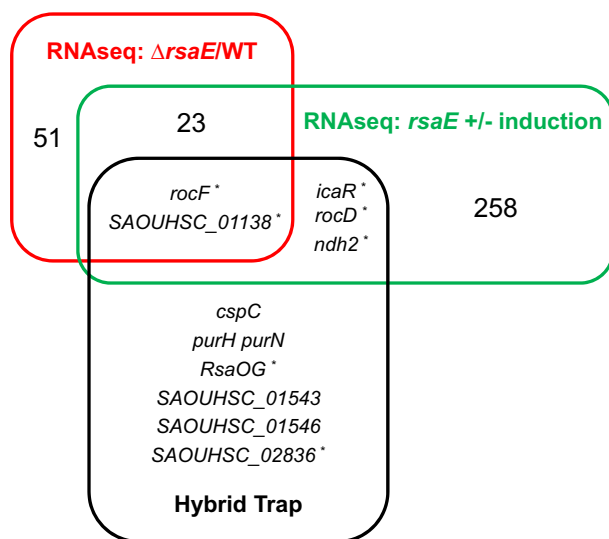 RNAseq: ΔrsaE/WT
23
RNAseq: rsaE +/- induction
51
rocF *
SAOUHSC_01138 *
icaR *
rocD *
ndh2 *
258
cspC
purH purN
RsaOG *
SAOUHSC_01543
SAOUHSC_01546
SAOUHSC_02836 *
Hybrid Trap